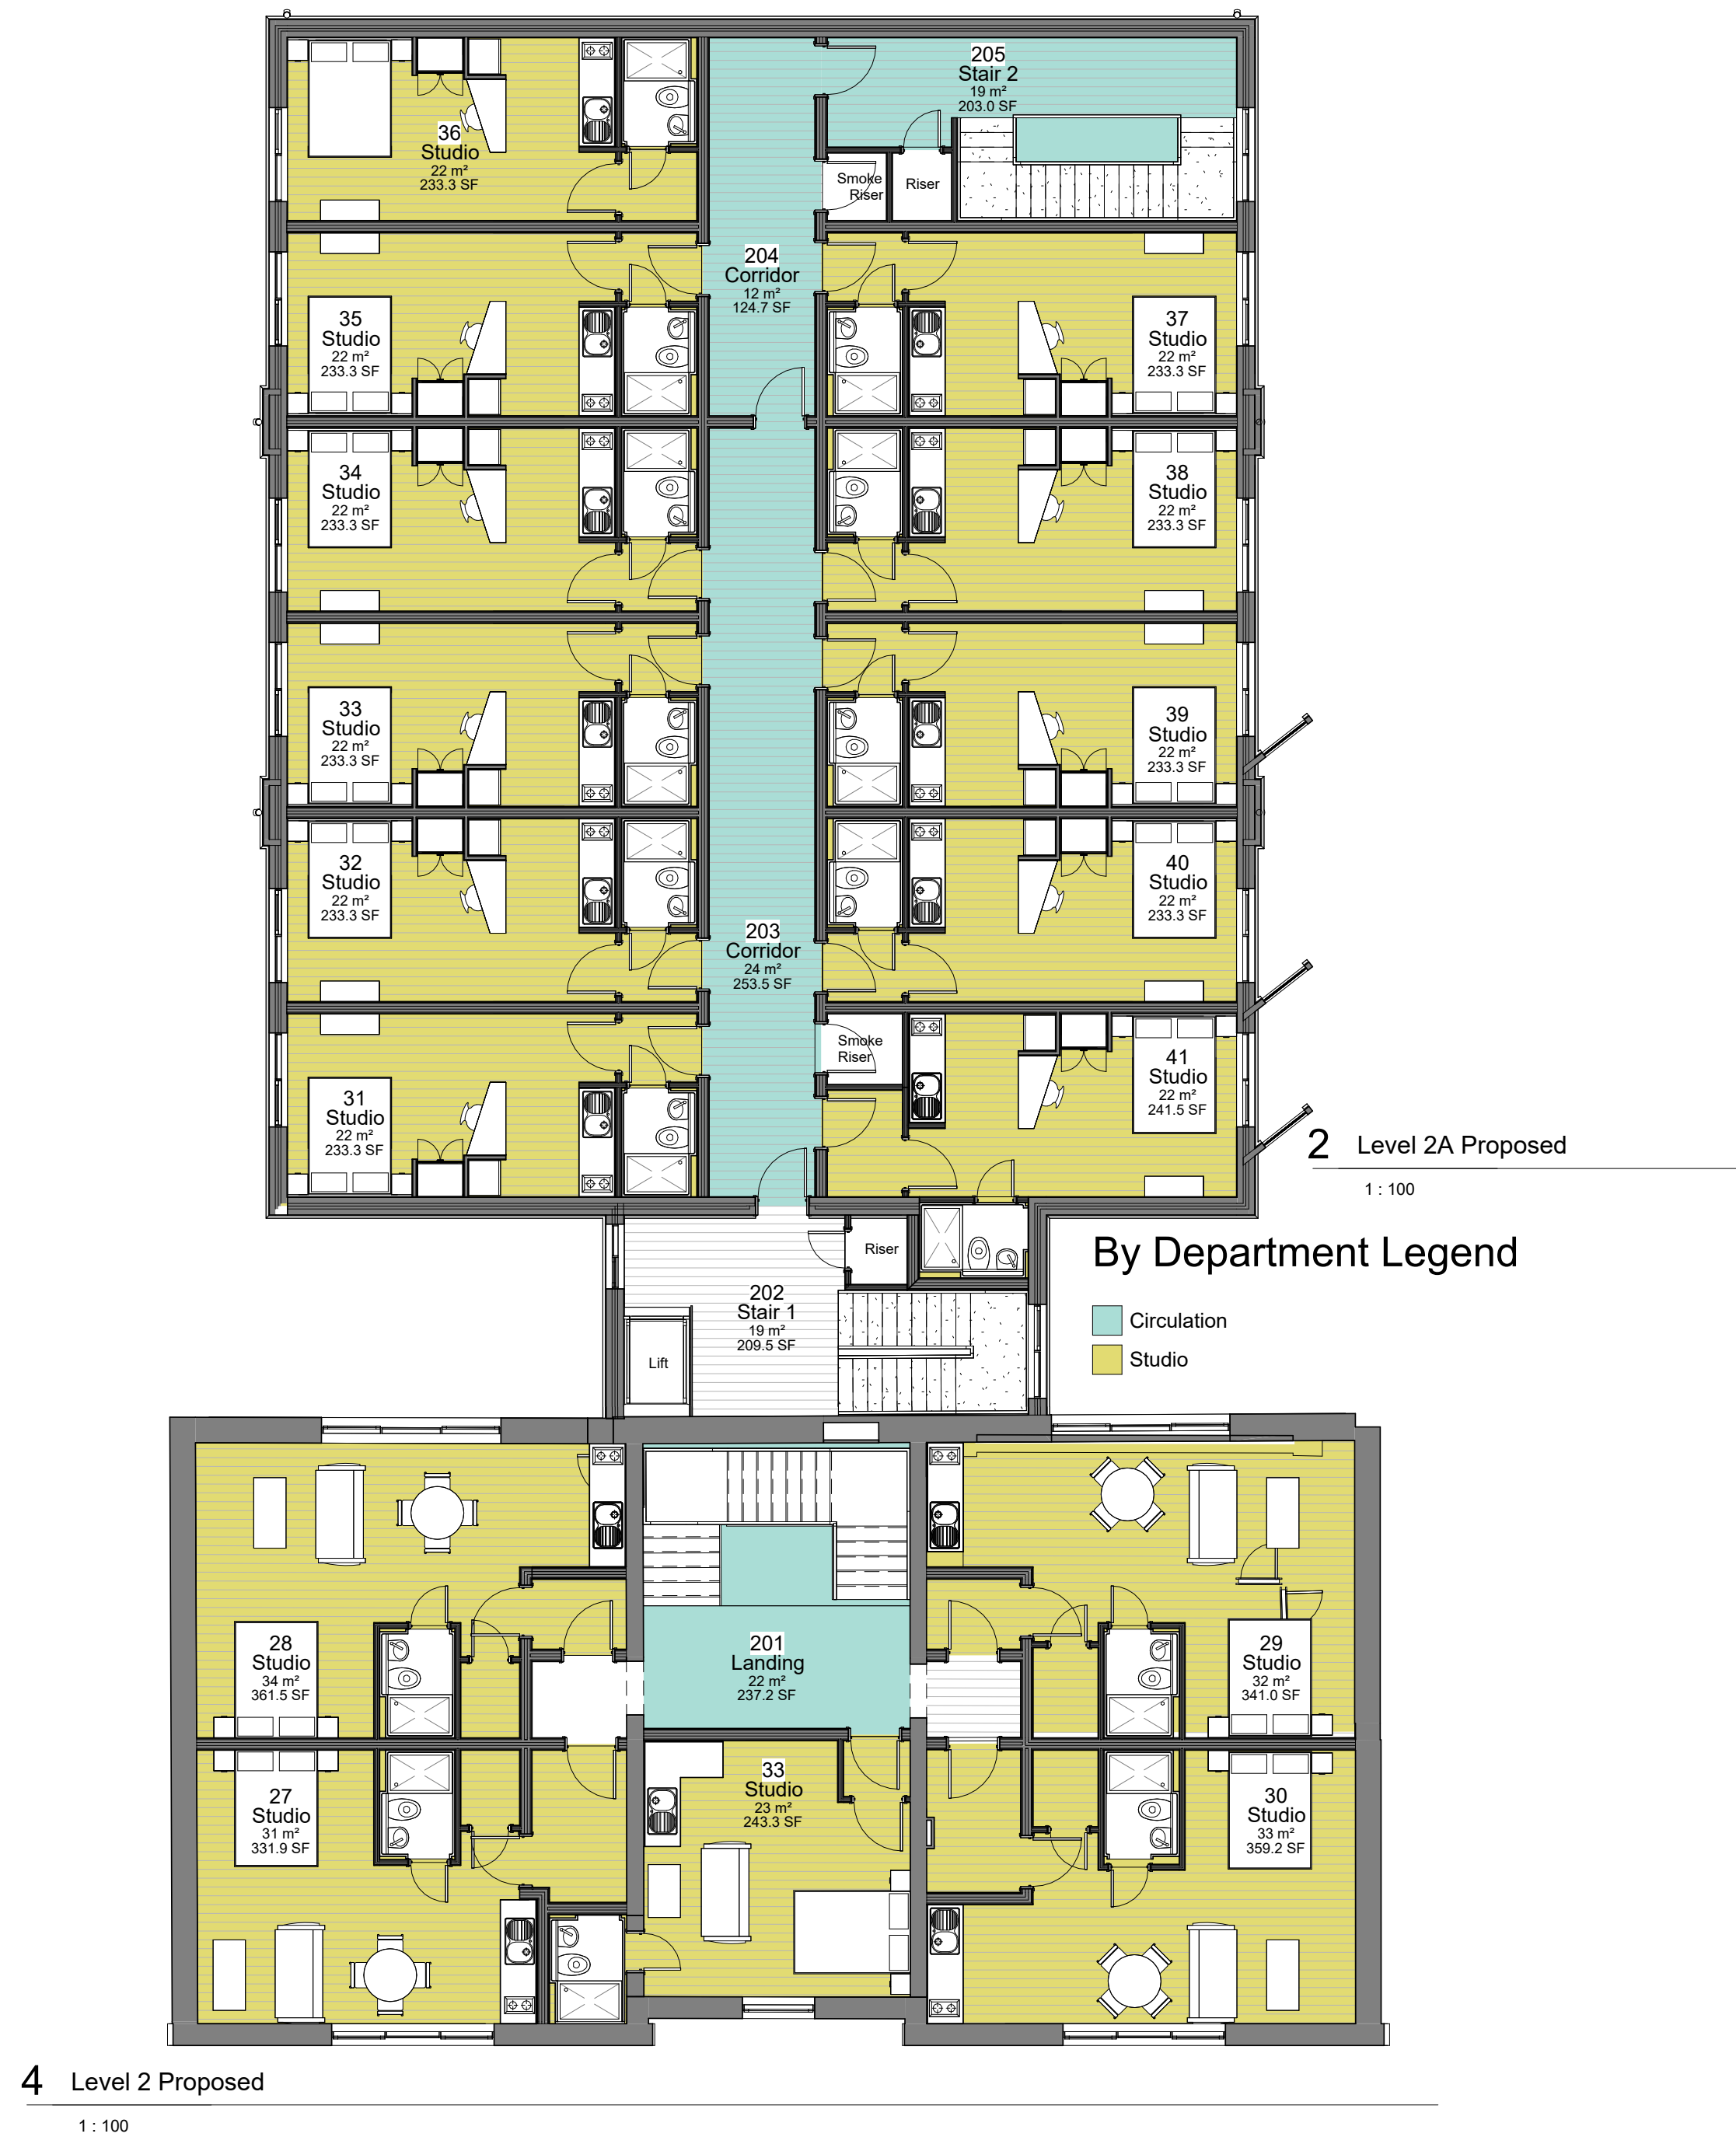 205
Stair 2
19 m²
203.0 SF
36
Studio
22 m²
233.3 SF
Smoke
Riser
Riser
204
Corridor
12 m²
124.7 SF
35
Studio
22 m²
233.3 SF
37
Studio
22 m²
233.3 SF
34
Studio
22 m²
233.3 SF
38
Studio
22 m²
233.3 SF
33
Studio
22 m²
233.3 SF
39
Studio
22 m²
233.3 SF
32
Studio
22 m²
233.3 SF
40
Studio
22 m²
233.3 SF
203
Corridor
24 m²
253.5 SF
Smoke
Riser
31
Studio
22 m²
233.3 SF
41
Studio
22 m²
241.5 SF
2 Level 2A Proposed
1 : 100
Riser
By Department Legend
Circulation
Studio
202
Stair 1
19 m²
209.5 SF
Lift
28
Studio
34 m²
361.5 SF
201
Landing
22 m²
237.2 SF
29
Studio
32 m²
341.0 SF
27
Studio
31 m²
331.9 SF
33
Studio
23 m²
243.3 SF
30
Studio
33 m²
359.2 SF
4 Level 2 Proposed
1 : 100